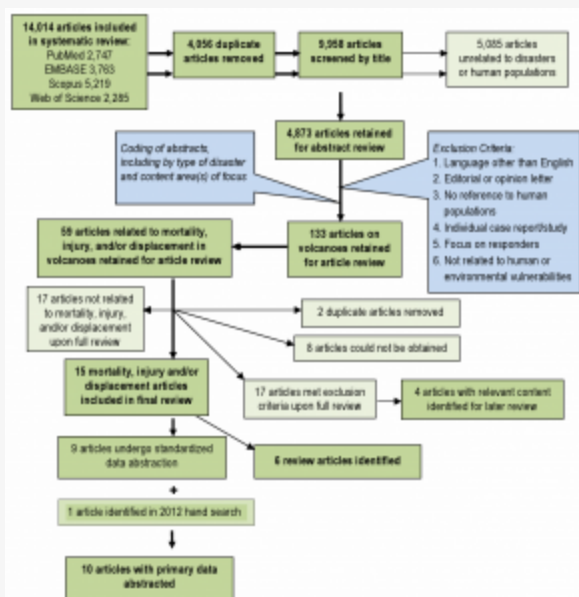 14,014 articles included
in systematic review:
PubMed 2,747
EMBASE 3,763
Scopus 5,219
Web of Science 2,285
4,056 duplicate
articles removed
9,958 articles
screened by title
5,085 articles
unrelated to disasters
or human populations
4,873 articles retained
for abstract review
Coding of abstracts,
including by type of disaster
and content area(s) of focus
Exclusion Criteria:
1. Language other than English
2. Editorial or opinion letter
3. No reference to human
populations
4. Individual case report/study
5. Focus on responders
6. Not related to human or
environmental vulnerabilities
59 articles related to mortality,
injury, and/or displacement in
volcanoes retained for article review
133 articles on
volcanoes retained
for article review
17 articles not related
to mortality, injury,
and/or displacement
upon full review
2 duplicate articles removed
8 articles could not be obtained
15 mortality, injury and/or
displacement articles
included in final review
17 articles met exclusion
criteria upon full review
4 articles with relevant content
identified for later review
9 articles undergo standardized
data abstraction
6 review articles identified
+
1 article identified in 2012 hand search
10 articles with primary data
abstracted